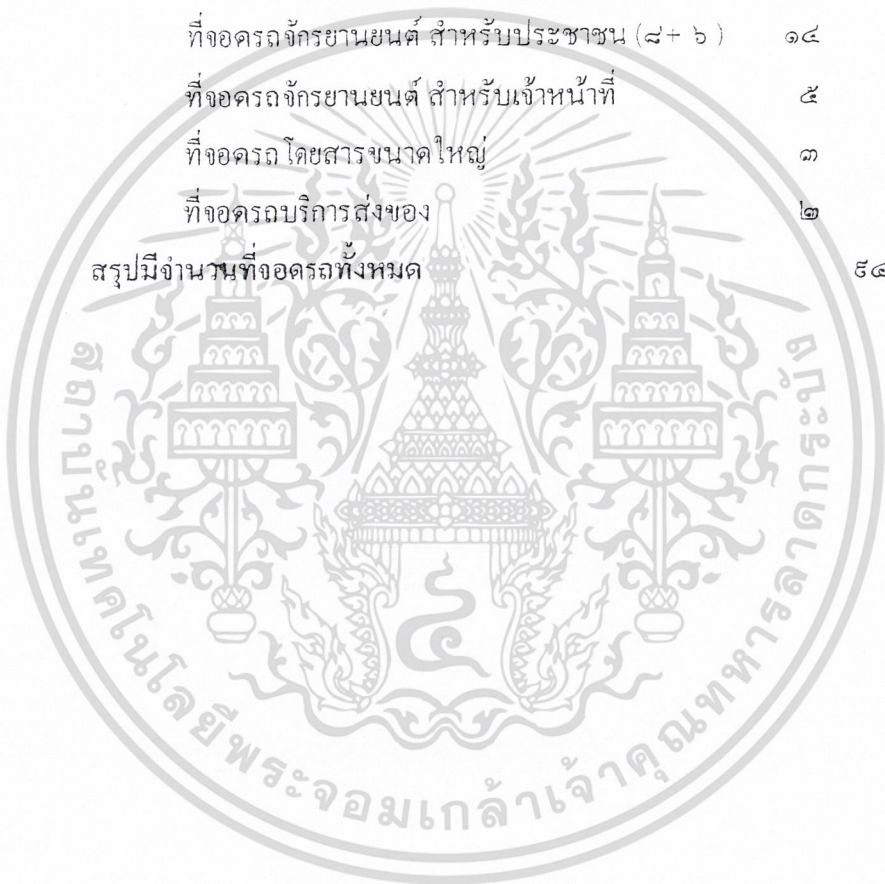 ที่จอดรถจักรยานยนต์ สำหรับประชาชน (๘+ ๖ ) ๑๔
ที่จอดรถจักรยานยนต์ สำหรับเจ้าหน้าที่ ๕
ที่จอดรถโดยสารขนาดใหญ่ ๓
ที่จอดรถบริการส่งของ ๒
สรุปมีจำนวนที่จอดรถทั้งหมด
สถาบันเทคโนโลยีพระจอมเกล้าเจ้าคุณทหารลาดกระบัง
๔